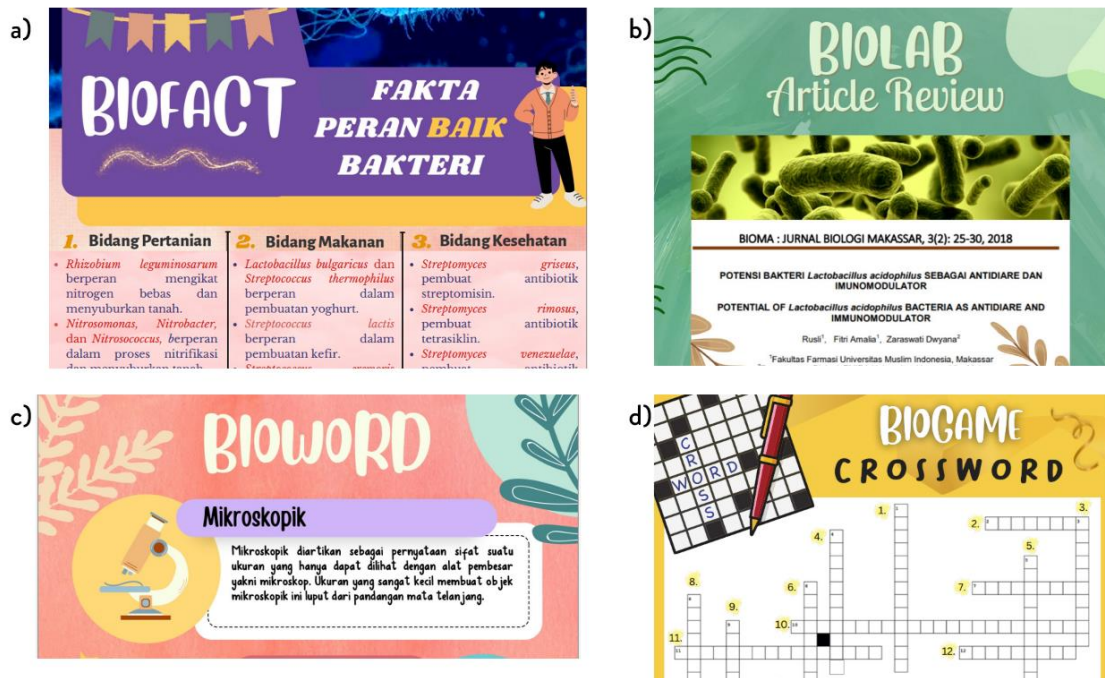 a)
BIOFACT
FAKTA
PERAN BAIK
BAKTERI
1. Bidang Pertanian
• Rhizobium leguminosarum
berperan mengikat
nitrogen bebas dan
menyuburkan tanah.
• Nitrosomonas, Nitrobacter,
dan Nitrosococcus, berperan
dalam proses nitrifikasi
dan menyuburkan tanah.
2. Bidang Makanan
• Lactobacillus bulgaricus dan
Streptococcus thermophilus
berperan dalam
pembuatan yoghurt.
• Streptococcus lactis
berperan dalam
pembuatan kefir.
• Streptococcus cremoris
3. Bidang Kesehatan
• Streptomyces griseus,
pembuat antibiotik
streptomisin.
• Streptomyces rimosus,
pembuat antibiotik
tetrasiklin.
• Streptomyces venezuelae,
pembuat antibiotik
b)
BIOLAB
Article Review
BIOMA : JURNAL BIOLOGI MAKASSAR, 3(2): 25-30, 2018
POTENSI BAKTERI Lactobacillus acidophilus SEBAGAI ANTIDIARE DAN
IMUNOMODULATOR
POTENTIAL OF Lactobacillus acidophilus BACTERIA AS ANTIDIARE AND
IMMUNOMODULATOR
Rusli¹, Fitri Amalia¹, Zaraswati Dwyana²
¹Fakultas Farmasi Universitas Muslim Indonesia, Makassar
c)
BIOWORD
Mikroskopik
Mikroskopik diartikan sebagai pernyataan sifat suatu
ukuran yang hanya dapat dilihat dengan alat pembesar
yakni mikroskop. Ukuran yang sangat kecil membuat objek
mikroskopik ini luput dari pandangan mata telanjang.
d)
CROSS
WORD
BIOGAME
CROSSWORD
1.
2.
3.
4.
5.
6.
7.
8.
9.
10.
11.
12.